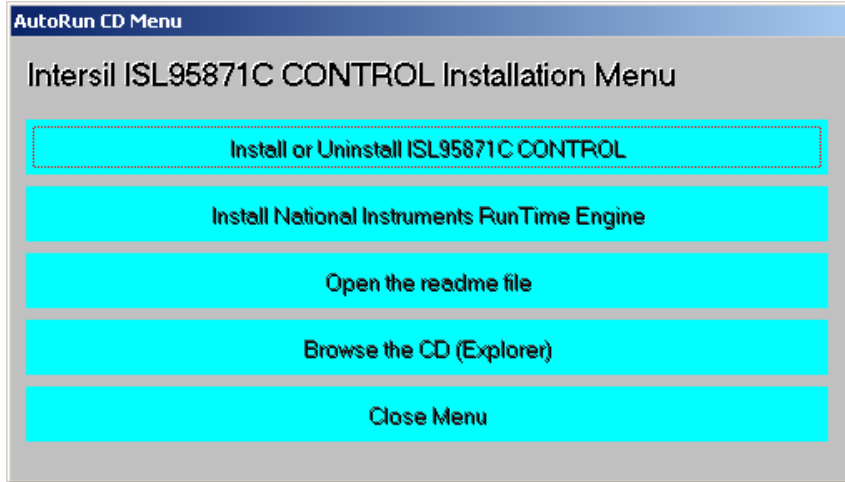 AutoRun CD Menu
Intersil ISL95871C CONTROL Installation Menu
Install or Uninstall ISL95871C CONTROL
Install National Instruments RunTime Engine
Open the readme file
Browse the CD (Explorer)
Close Menu